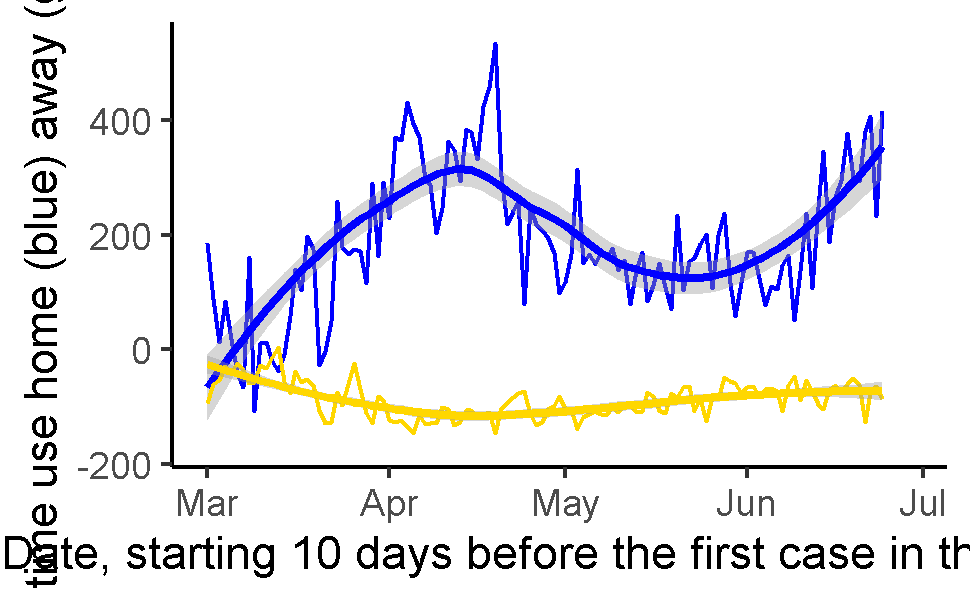 time use home (blue) away (
400
200
0
-200
Mar Apr May Jun Jul
Date, starting 10 days before the first case in th